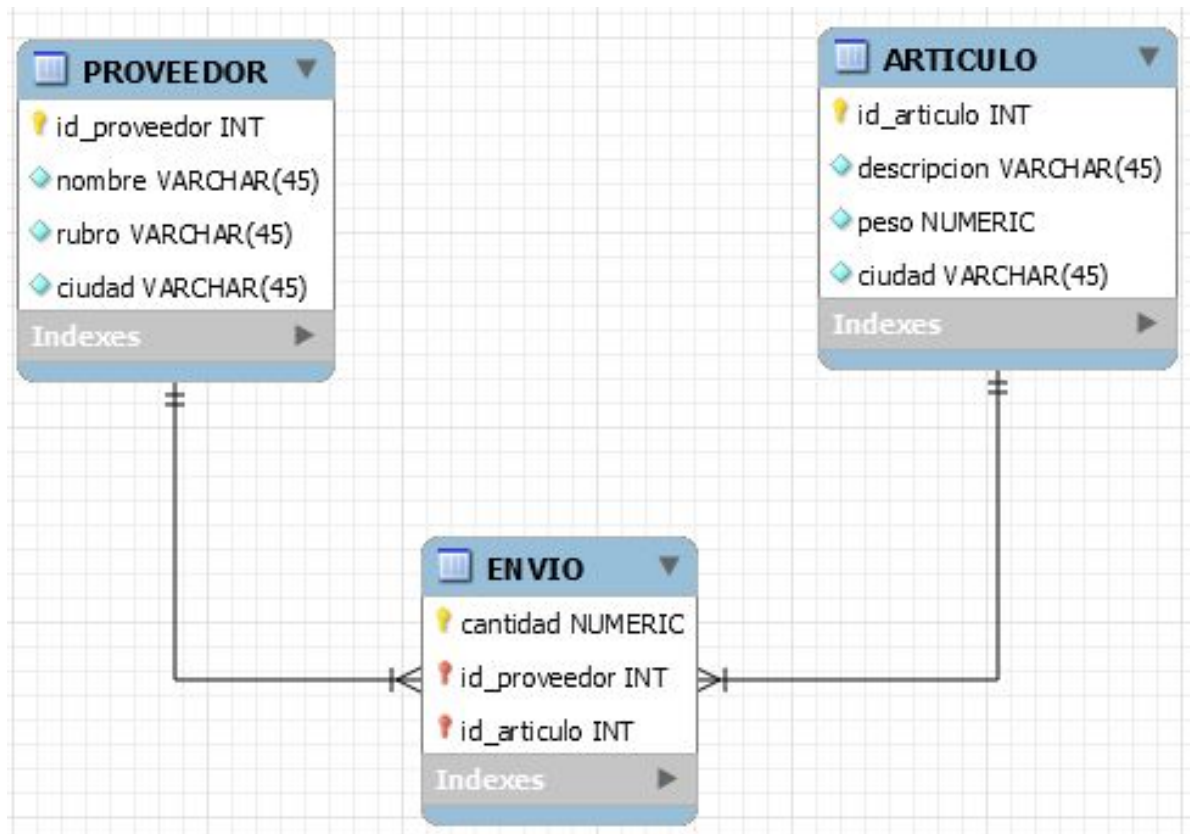 PROVEEDOR
id_proveedor INT
nombre VARCHAR(45)
rubro VARCHAR(45)
ciudad VARCHAR(45)
Indexes
ARTICULO
id_articulo INT
descripcion VARCHAR(45)
peso NUMERIC
ciudad VARCHAR(45)
Indexes
ENVIO
cantidad NUMERIC
id_proveedor INT
id_articulo INT
Indexes